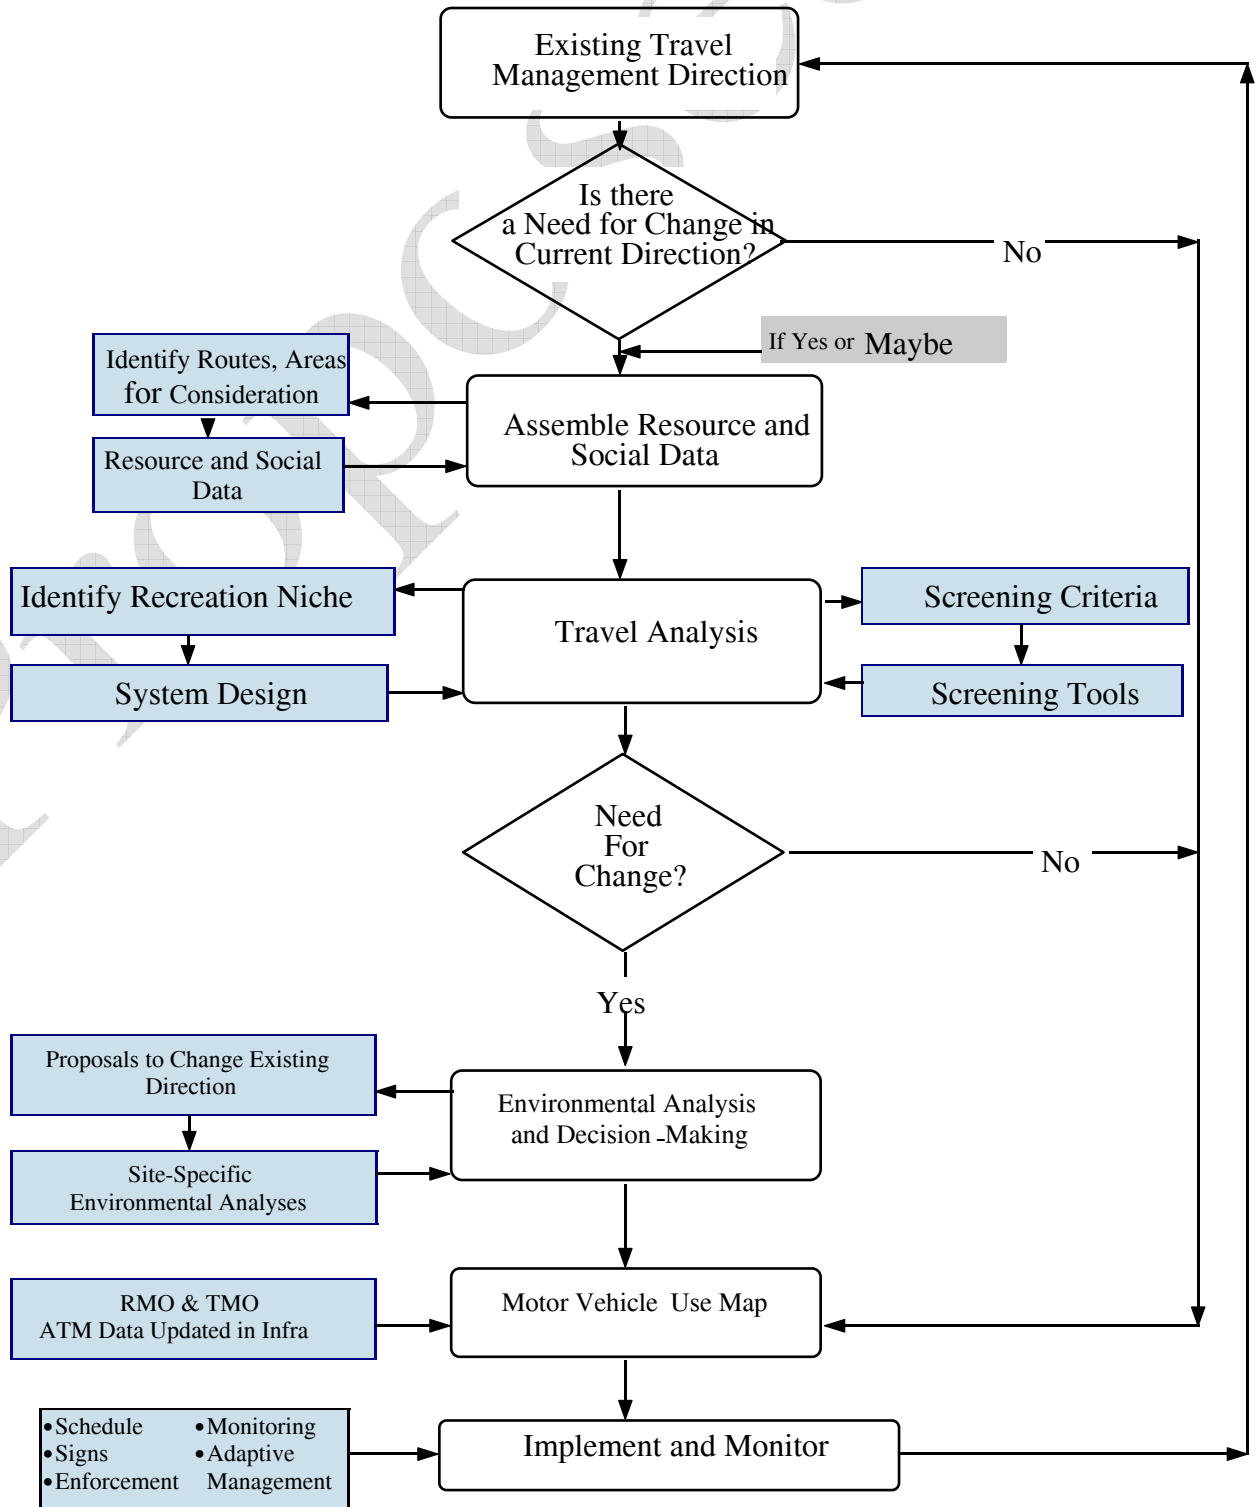 Existing Travel
Management Direction
Is there
a Need for Change in
Current Direction?
No
If Yes or Maybe
Identify Routes, Areas
for Consideration
Assemble Resource and
Social Data
Resource and Social
Data
Identify Recreation Niche
Travel Analysis
Screening Criteria
System Design
Screening Tools
Need
For
Change?
No
Yes
Proposals to Change Existing
Direction
Environmental Analysis
and Decision -Making
Site-Specific
Environmental Analyses
RMO & TMO
ATM Data Updated in Infra
Motor Vehicle Use Map
•Schedule
•Signs
•Enforcement
•Monitoring
•Adaptive
Management
Implement and Monitor